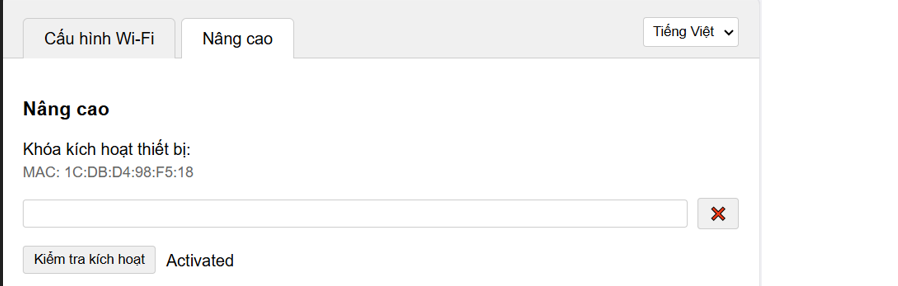 Cấu hình Wi-Fi
Nâng cao
Tiếng Việt
Nâng cao
Khóa kích hoạt thiết bị:
MAC: 1C:DB:D4:98:F5:18
Kiểm tra kích hoạt
Activated